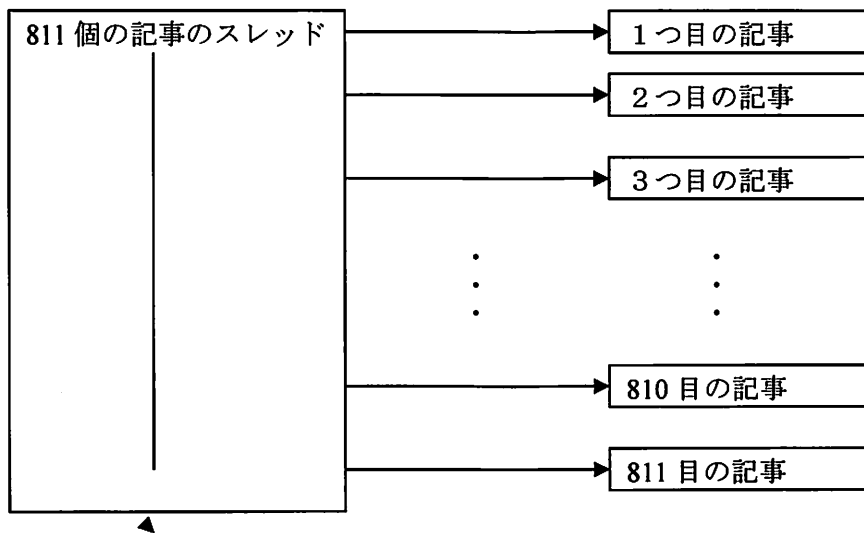 811 個の記事のスレッド
1つ目の記事
2つ目の記事
3つ目の記事
810 目の記事
811 目の記事